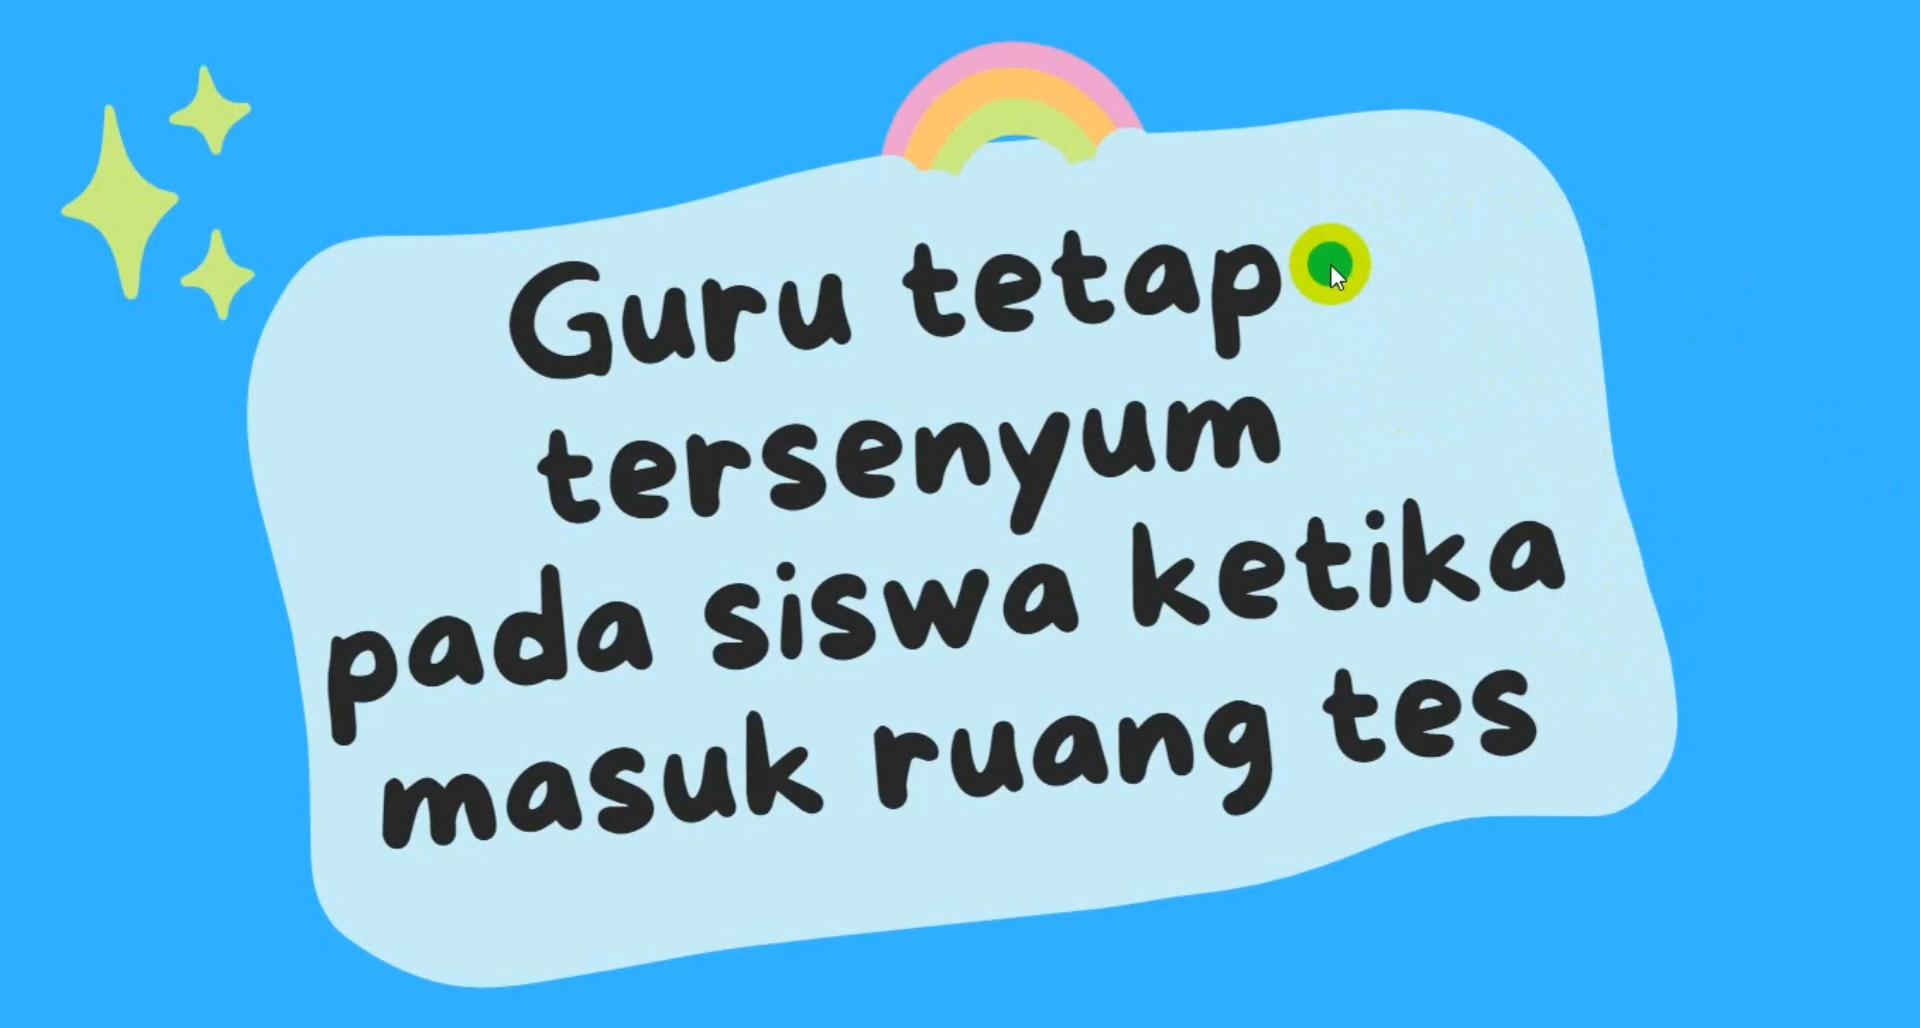 Guru tetap
tersenyum
pada siswa ketika
masuk ruang tes